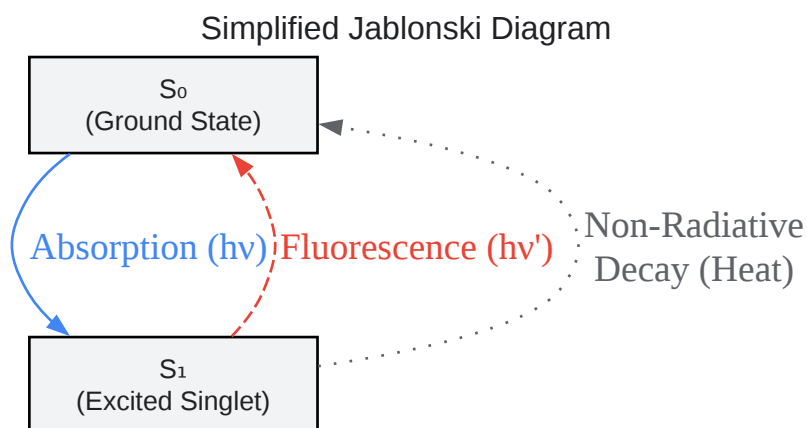 Simplified Jablonski Diagram
S₀
(Ground State)
Absorption (hν)
Fluorescence (hν')
Non-Radiative
Decay (Heat)
S₁
(Excited Singlet)